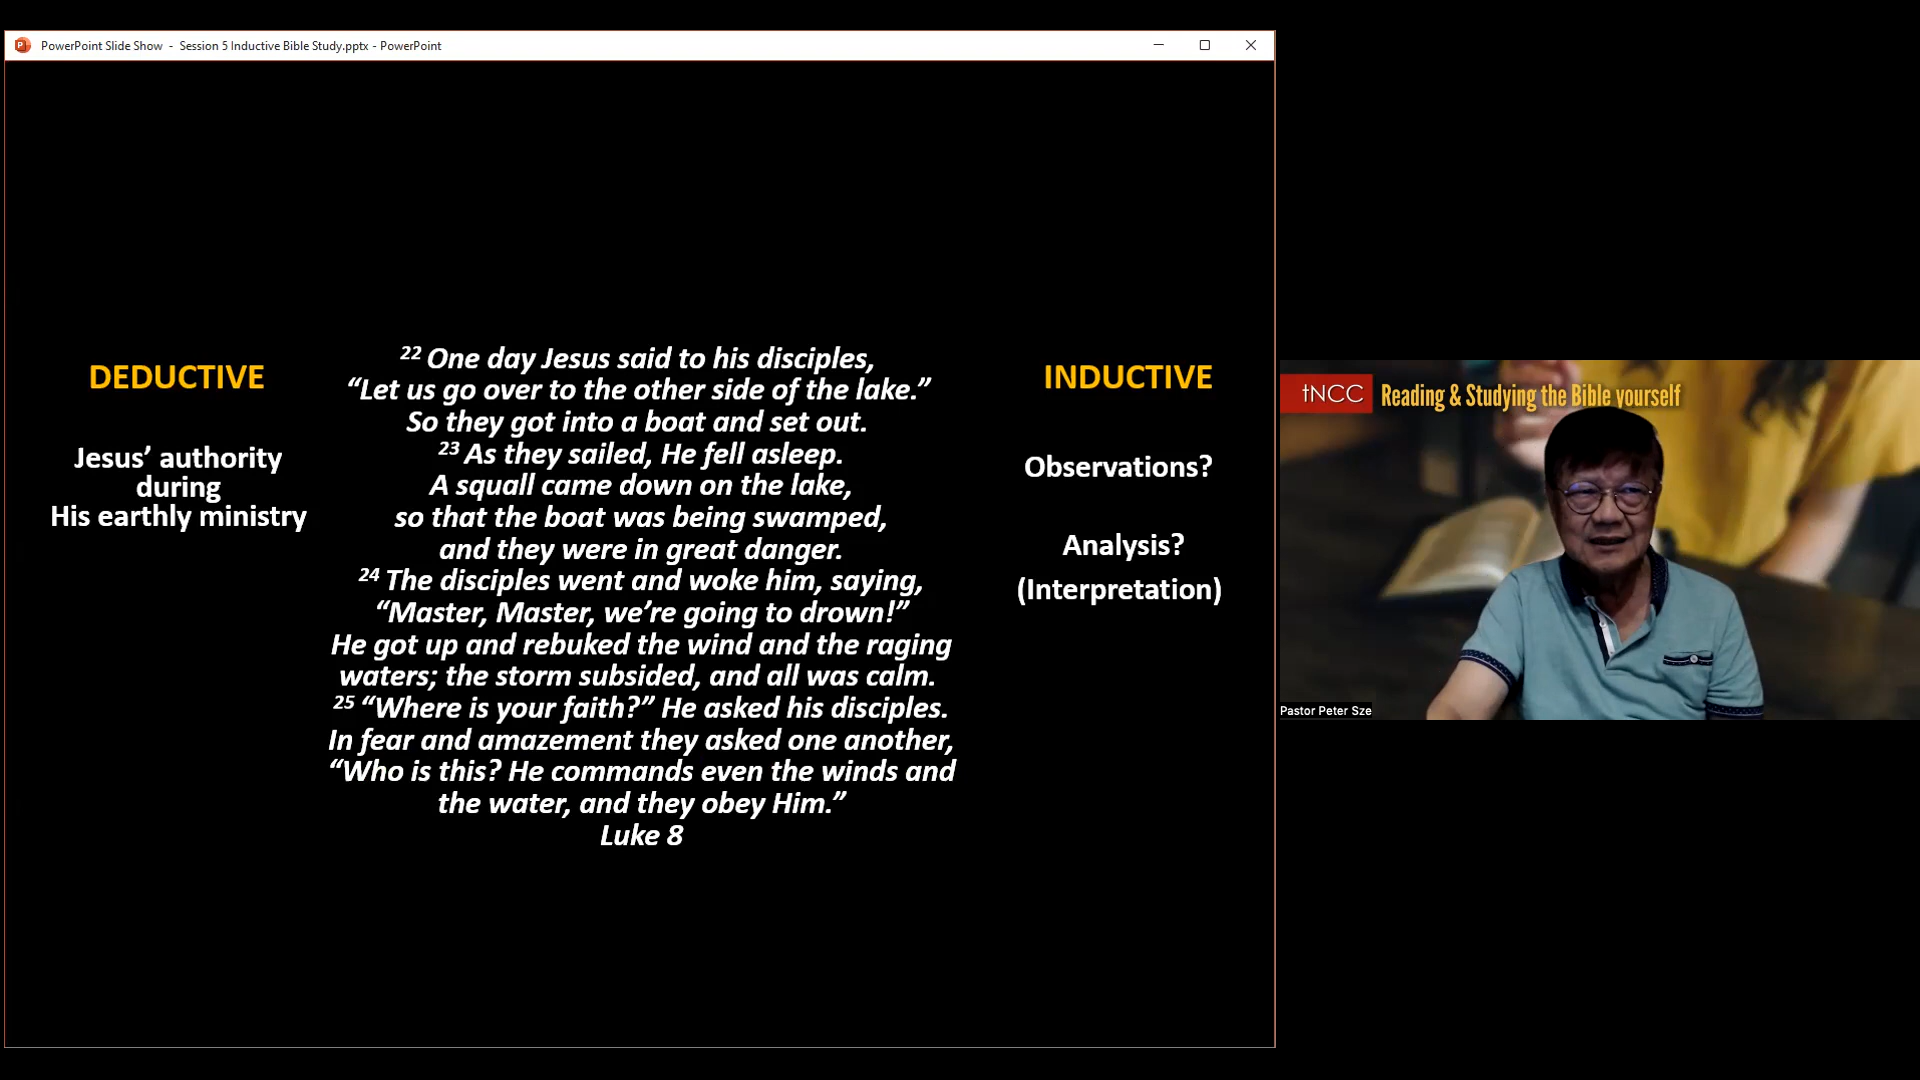 PowerPoint Slide Show - Session 5 Inductive Bible Study.pptx - PowerPoint
DEDUCTIVE
Jesus’ authority
during
His earthly ministry
22 One day Jesus said to his disciples,
“Let us go over to the other side of the lake.”
So they got into a boat and set out.
23 As they sailed, He fell asleep.
A squall came down on the lake,
so that the boat was being swamped,
and they were in great danger.
24 The disciples went and woke him, saying,
“Master, Master, we’re going to drown!”
He got up and rebuked the wind and the raging
waters; the storm subsided, and all was calm.
25 “Where is your faith?” He asked his disciples.
In fear and amazement they asked one another,
“Who is this? He commands even the winds and
the water, and they obey Him.”
Luke 8
INDUCTIVE
Observations?
Analysis?
(Interpretation)
tNCC
Reading & Studying the Bible yourself
Pastor Peter Sze